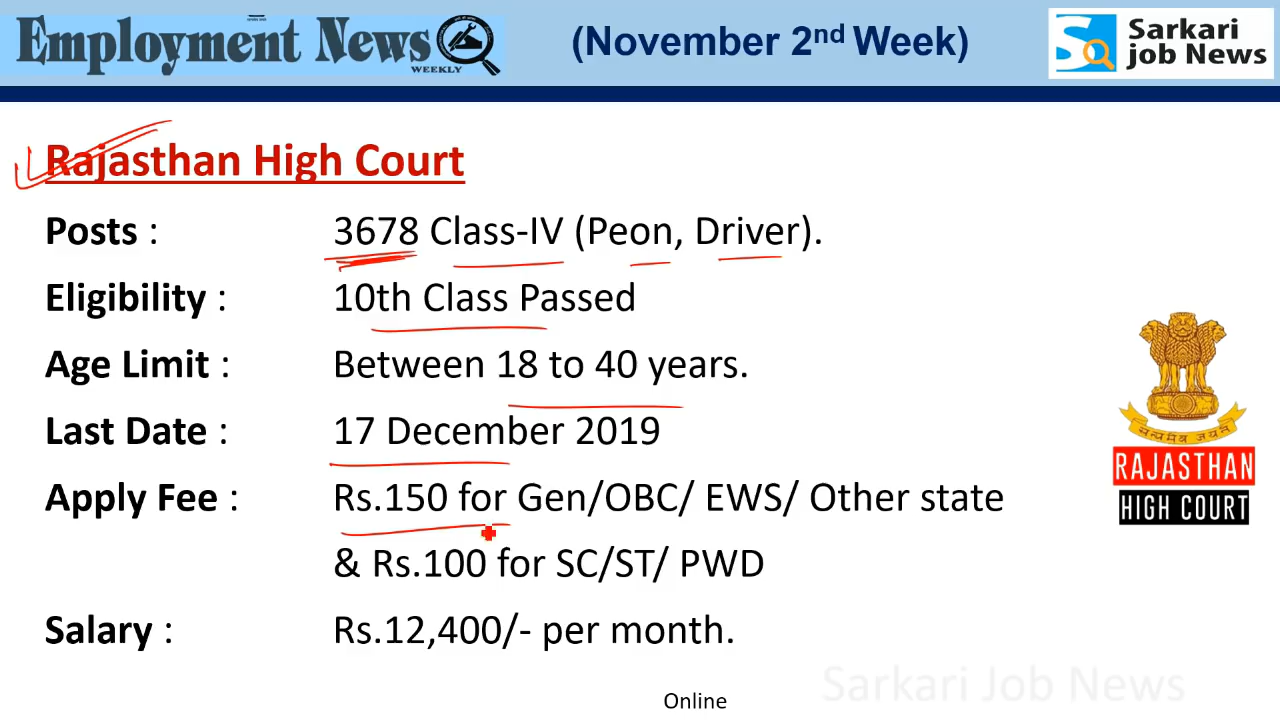 Employment News
WEEKLY
(November 2nd Week)
Sarkari
job News
Rajasthan High Court
Posts : 3678 Class-IV (Peon, Driver).
Eligibility : 10th Class Passed
Age Limit : Between 18 to 40 years.
Last Date : 17 December 2019
Apply Fee : Rs.150 for Gen/OBC/ EWS/ Other state
& Rs.100 for SC/ST/ PWD
Salary : Rs.12,400/- per month.
सत्यमेव जयते
RAJASTHAN
HIGH COURT
Sarkari Job News
Online